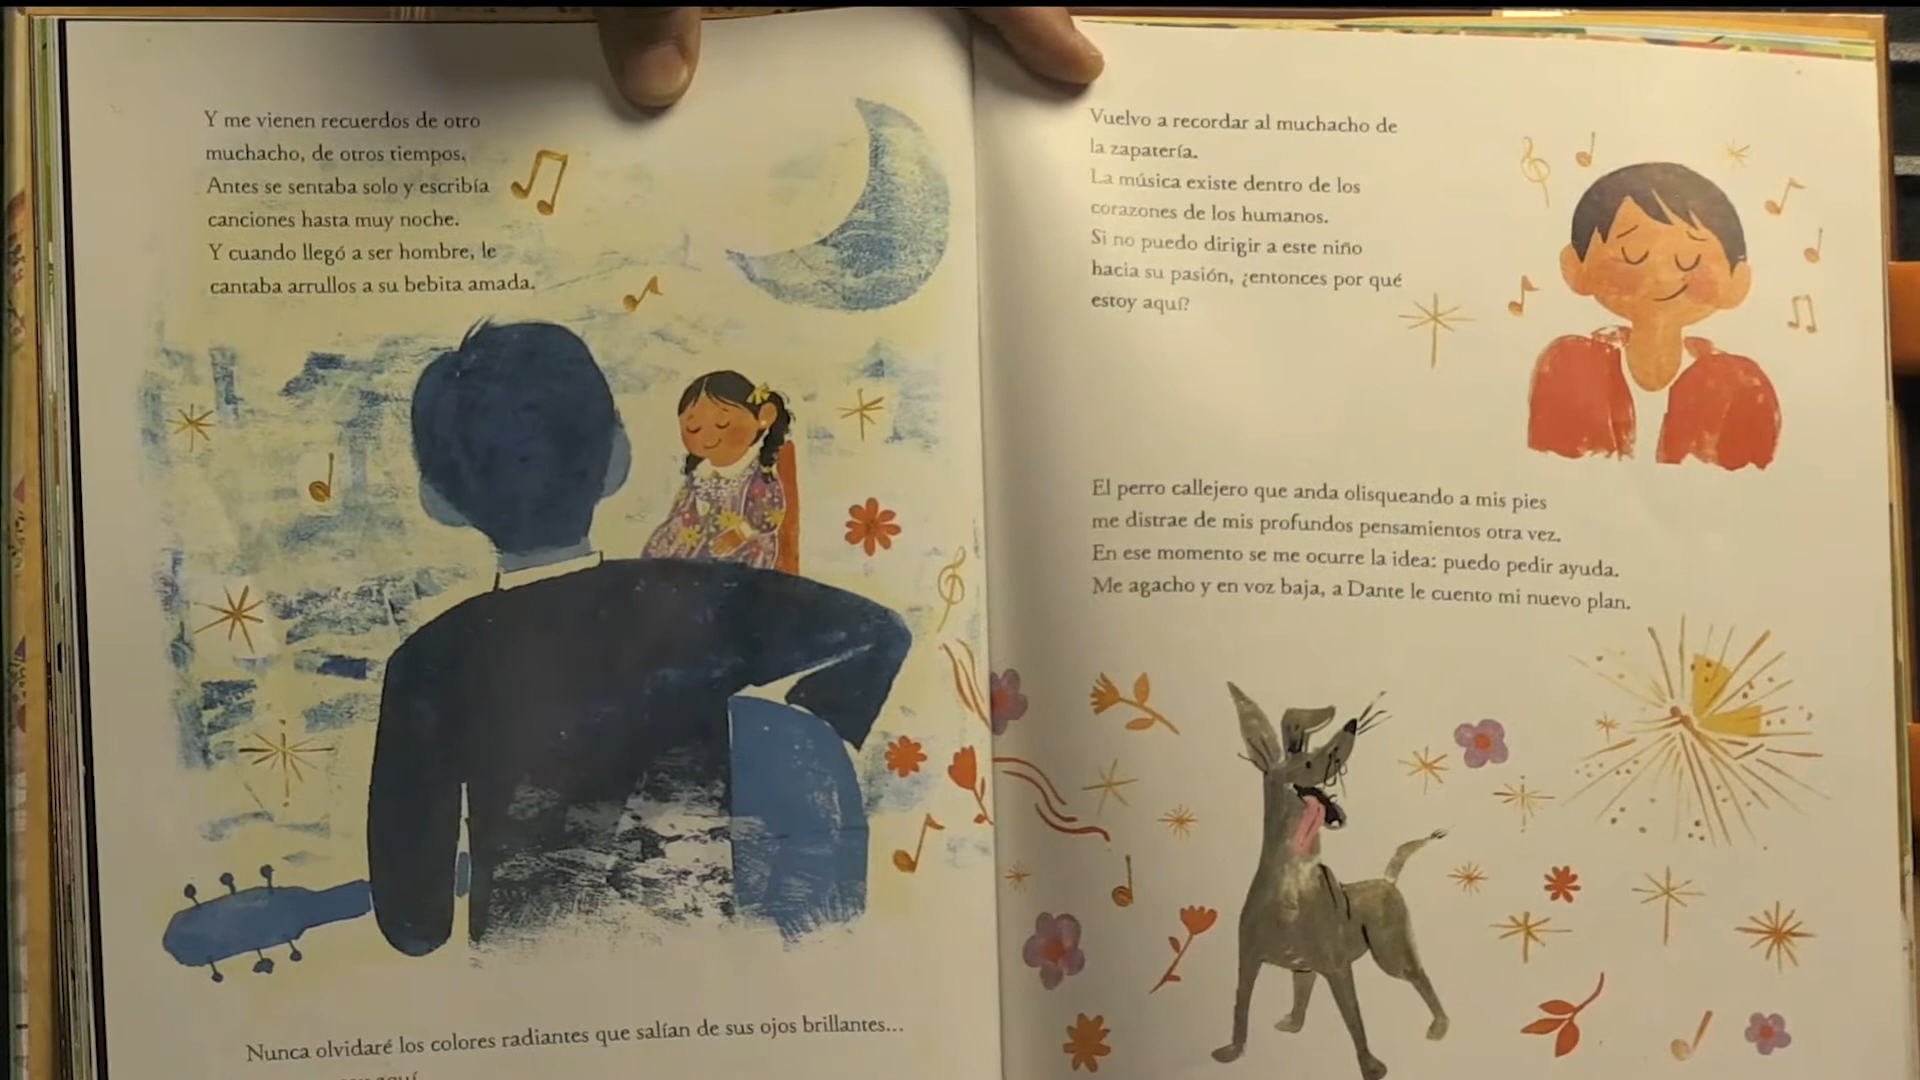 Y me vienen recuerdos de otro
muchacho, de otros tiempos.
Antes se sentaba solo y escribía
canciones hasta muy noche.
Y cuando llegó a ser hombre, le
cantaba arrullos a su bebita amada.
Nunca olvidaré los colores radiantes que salían de sus ojos brillantes...
aquí
Vuelvo a recordar al muchacho de
la zapatería.
La música existe dentro de los
corazones de los humanos.
Si no puedo dirigir a este niño
hacia su pasión, ¿entonces por qué
estoy aquí?
El perro callejero que anda olisqueando a mis pies
me distrae de mis profundos pensamientos otra vez.
En ese momento se me ocurre la idea: puedo pedir ayuda.
Me agacho y en voz baja, a Dante le cuento mi nuevo plan.